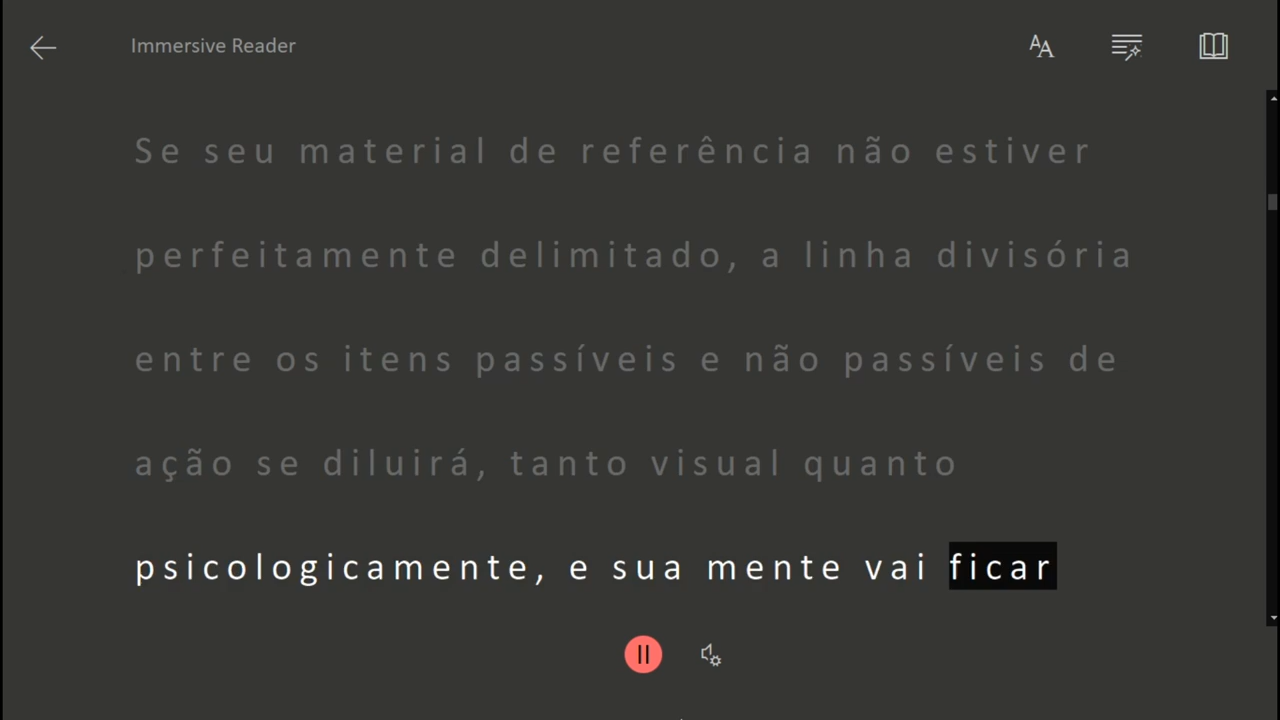 Immersive Reader
Se seu material de referência não estiver
perfeitamente delimitado, a linha divisória
entre os itens passíveis e não passíveis de
ação se diluirá, tanto visual quanto
psicologicamente, e sua mente vai ficar